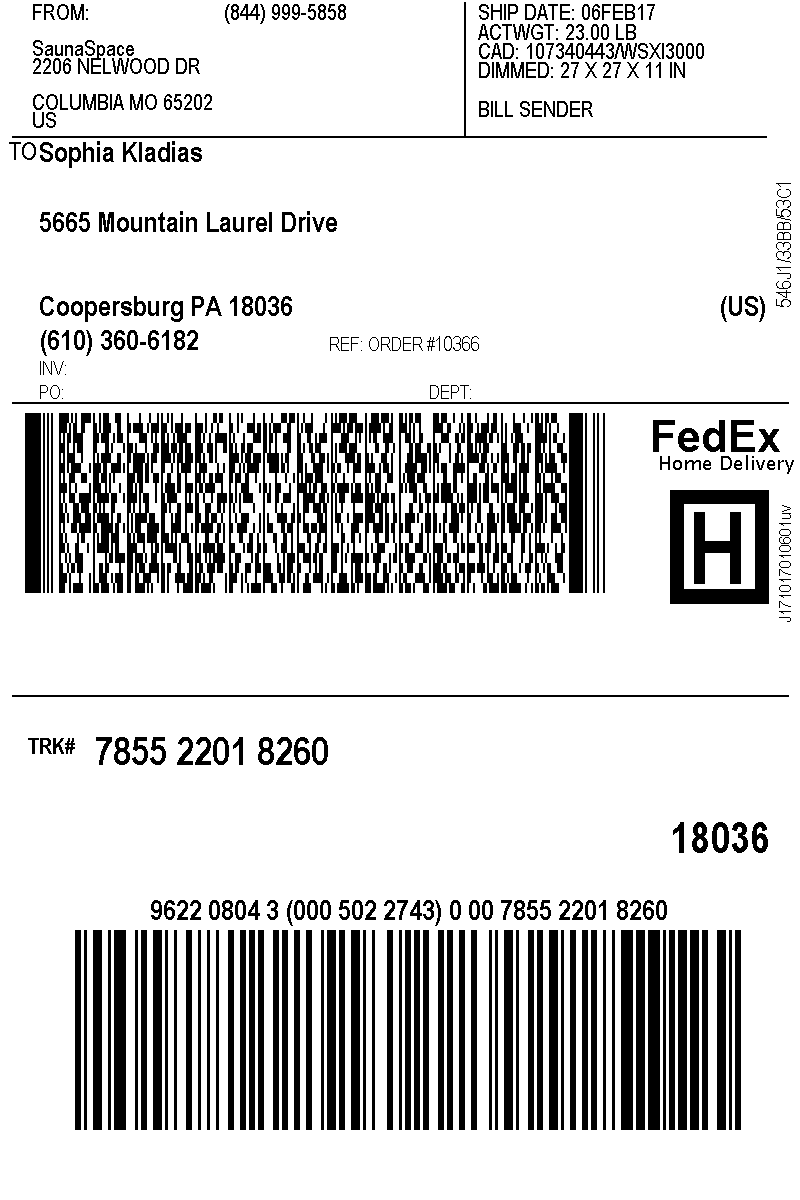 FROM: (844) 999-5858
SaunaSpace
2206 NELWOOD DR
COLUMBIA MO 65202
US
SHIP DATE: 06FEB17
ACTWGT: 23.00 LB
CAD: 107340443/WSXI3000
DIMMED: 27 X 27 X 11 IN
BILL SENDER
TO Sophia Kladias
5665 Mountain Laurel Drive
Coopersburg PA 18036 (US)
(610) 360-6182 REF: ORDER #10366
INV:
PO: DEPT:
546J1/33BB/53C1
FedEx
Home Delivery
H
J171017010601uv
TRK# 7855 2201 8260
18036
9622 0804 3 (000 502 2743) 0 00 7855 2201 8260